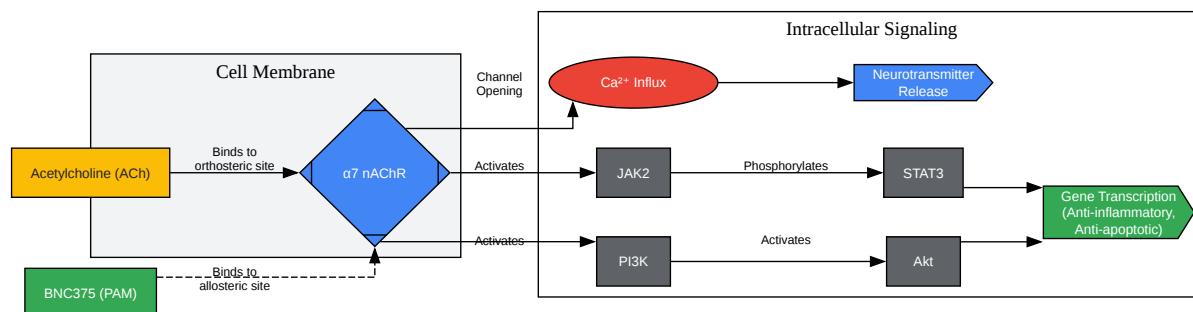 Intracellular Signaling
Cell Membrane
Channel
Opening
Ca²⁺ Influx
Neurotransmitter
Release
Acetylcholine (ACh)
Binds to
orthosteric site
α7 nAChR
Activates
JAK2
Phosphorylates
STAT3
Gene Transcription
(Anti-inflammatory,
Anti-apoptotic)
Activates
PI3K
Activates
Akt
BNC375 (PAM)
Binds to
allosteric site